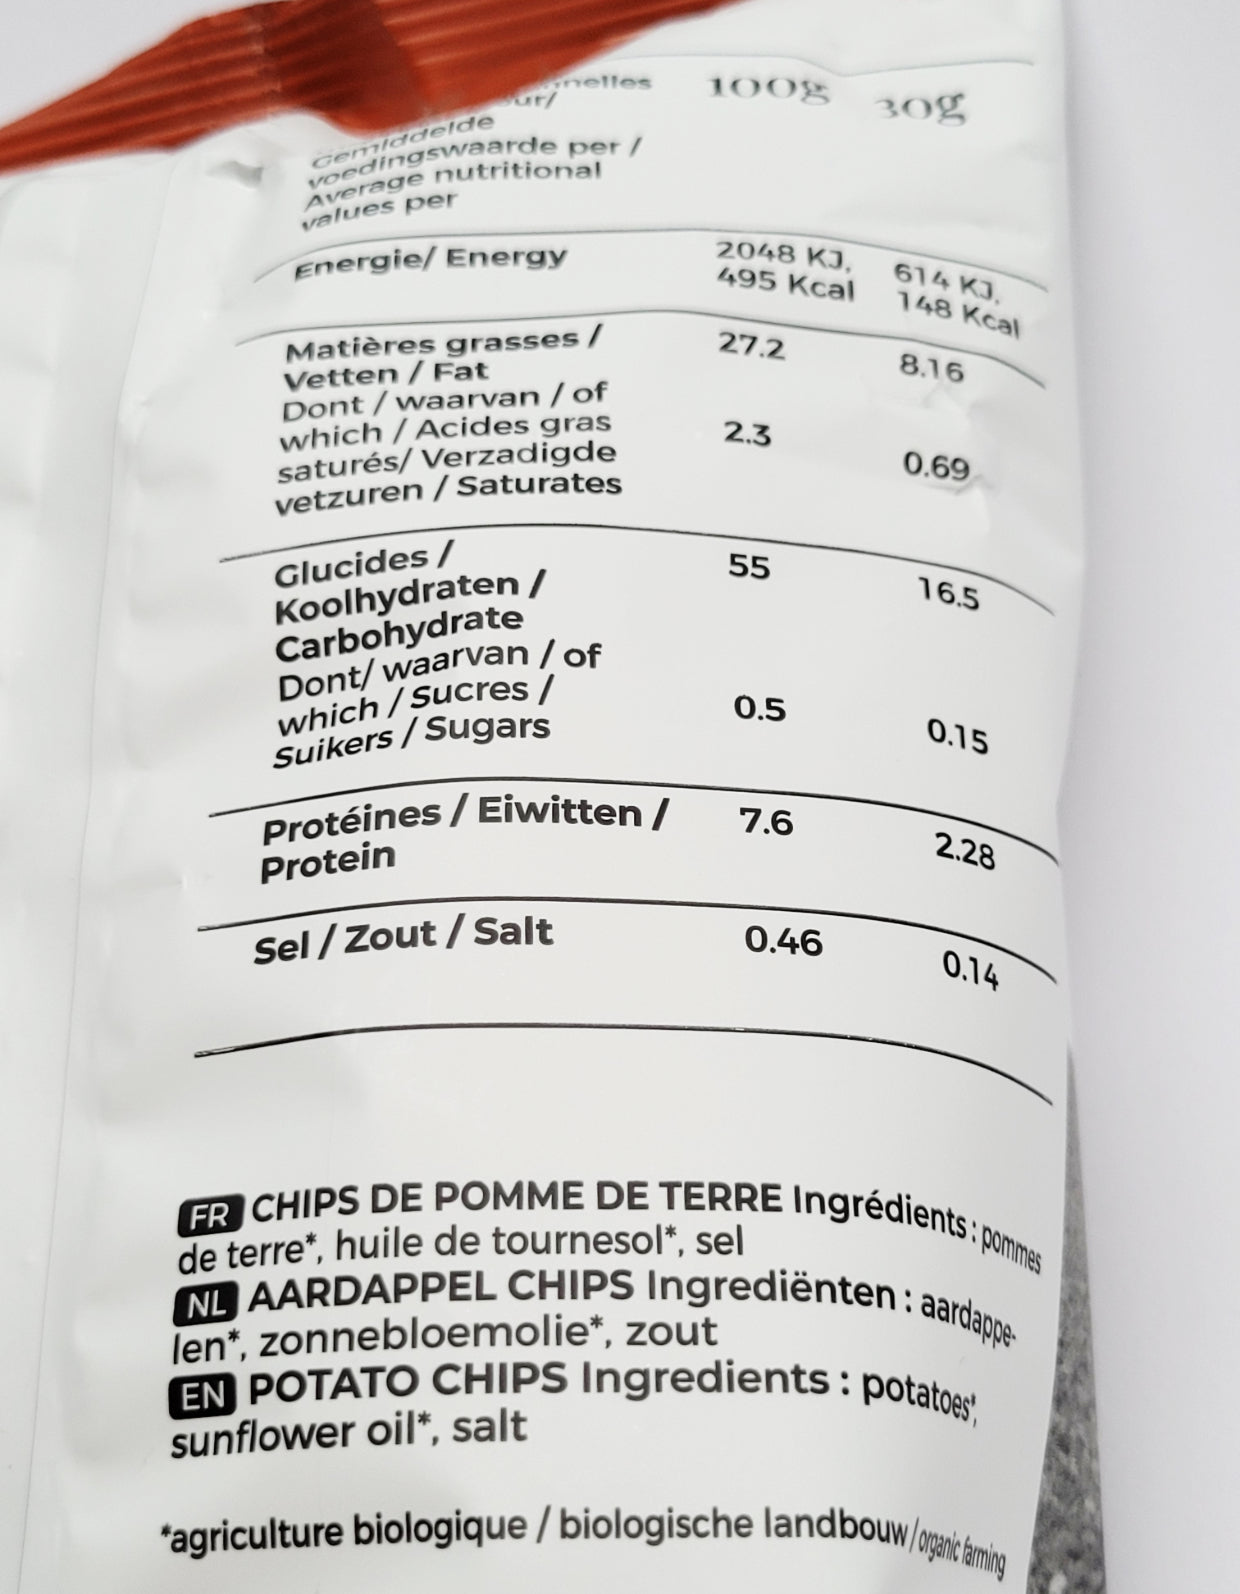 100g 30g
Gemiddelde
voedingswaarde per /
Average nutritional
values per
Energie/ Energy 2048 KJ, 614 KJ,
495 Kcal 148 Kcal
Matières grasses / 27.2 8.16
Vetten / Fat
Dont / waarvan / of
which / Acides gras 2.3 0.69
saturés/ Verzadigde
vetzuren / Saturates
Glucides / 55 16.5
Koolhydraten /
Carbohydrate
Dont/ waarvan / of
which / Sucres / 0.5 0.15
Suikers / Sugars
Protéines / Eiwitten / 7.6 2.28
Protein
Sel / Zout / Salt 0.46 0.14
FR CHIPS DE POMME DE TERRE Ingrédients : pommes
de terre*, huile de tournesol*, sel
NL AARDAPPEL CHIPS Ingrediënten : aardappe-
len*, zonnebloemolie*, zout
EN POTATO CHIPS Ingredients : potatoes*,
sunflower oil*, salt
*agriculture biologique / biologische landbouw/organic farming